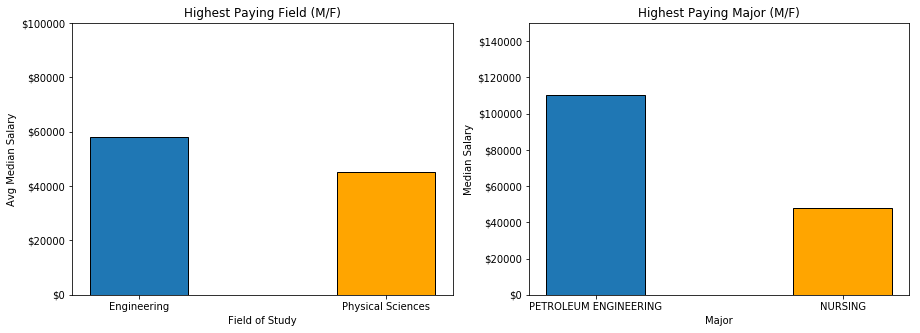 Highest Paying Field (M/F)
$100000
$80000
$60000
$40000
$20000
$0
Avg Median Salary
Engineering
Physical Sciences
Field of Study
Highest Paying Major (M/F)
$140000
$120000
$100000
$80000
$60000
$40000
$20000
$0
Median Salary
PETROLEUM ENGINEERING
NURSING
Major